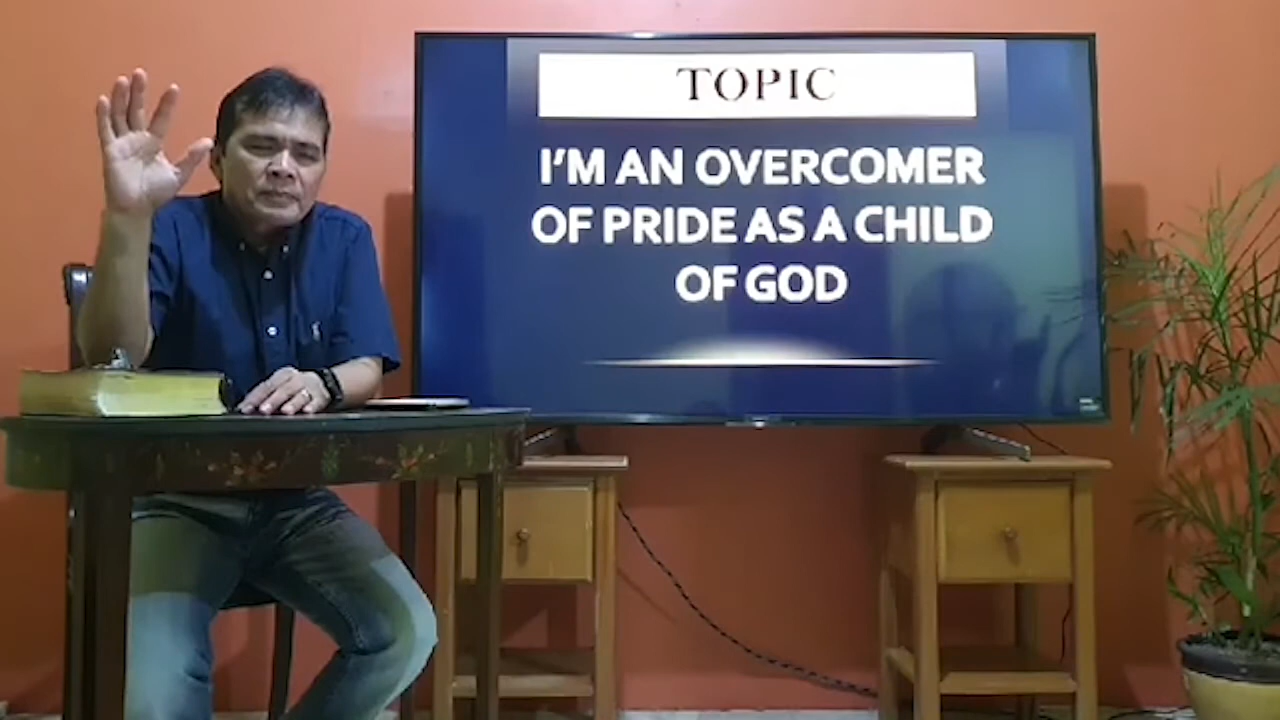 TOPIC
I'M AN OVERCOMER
OF PRIDE AS A CHILD
OF GOD